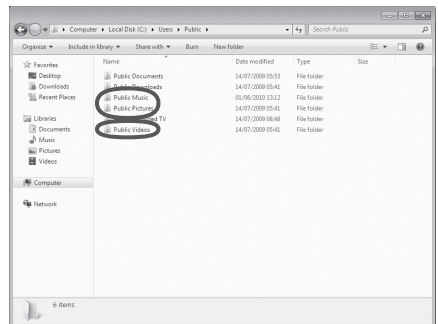 Computer ▸ Local Disk (C:) ▸ Users ▸ Public ▸ Search Public
Organize ▾ Include in library ▾ Share with ▾ Burn New folder
Name Date modified Type Size
Favorites
Desktop
Downloads
Recent Places
Libraries
Documents
Music
Pictures
Videos
Computer
Network
Public Documents 14/07/2009 05:53 File folder
Public Downloads 14/07/2009 05:41 File folder
Public Music 01/06/2010 13:12 File folder
Public Pictures 14/07/2009 05:41 File folder
TV 14/07/2009 08:48 File folder
Public Videos 14/07/2009 05:41 File folder
6 items